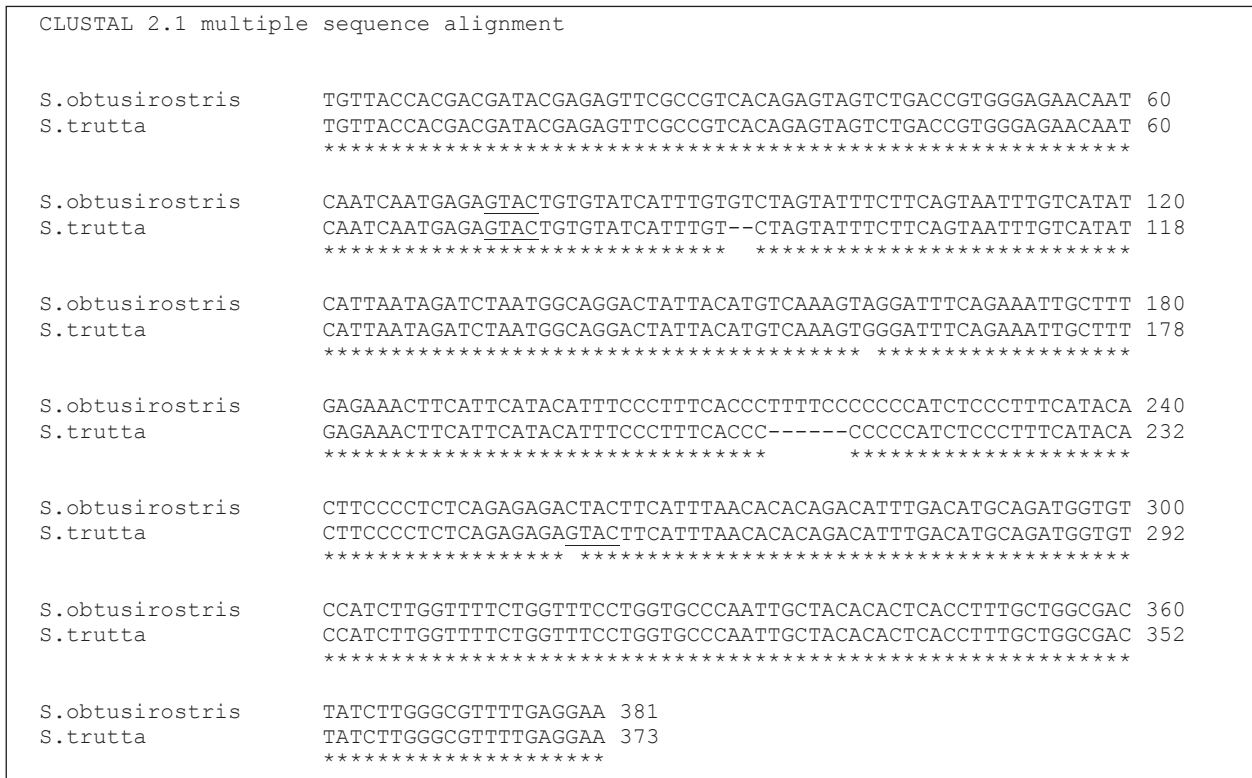 CLUSTAL 2.1 multiple sequence alignment
S.obtusirostris TGTTACCACGACGATACGAGAGTTCGCCGTCACAGAGTAGTCTGACCGTGGGAGAACAAT 60
S.trutta TGTTACCACGACGATACGAGAGTTCGCCGTCACAGAGTAGTCTGACCGTGGGAGAACAAT 60
************************************************************
S.obtusirostris CAATCAATGAGAGTACTGTGTATCATTTGTGTCTAGTATTTCTTCAGTAATTTGTCATAT 120
S.trutta CAATCAATGAGAGTACTGTGTATCATTTGT--CTAGTATTTCTTCAGTAATTTGTCATAT 118
******************************  ****************************
S.obtusirostris CATTAATAGATCTAATGGCAGGACTATTACATGTCAAAGTAGGATTTCAGAAATTGCTTT 180
S.trutta CATTAATAGATCTAATGGCAGGACTATTACATGTCAAAGTGGGATTTCAGAAATTGCTTT 178
**************************************** *******************
S.obtusirostris GAGAAACTTCATTCATACATTTCCCTTTCACCCTTTTCCCCCCATCTCCCTTTCATACA 240
S.trutta GAGAAACTTCATTCATACATTTCCCTTTCACCC------CCCCCATCTCCCTTTCATACA 232
*********************************      *********************
S.obtusirostris CTTCCCCTCTCAGAGAGACTACTTCATTTAACACACAGACATTTGACATGCAGATGGTGT 300
S.trutta CTTCCCCTCTCAGAGAGAGTACTTCATTTAACACACAGACATTTGACATGCAGATGGTGT 292
****************** *****************************************
S.obtusirostris CCATCTTGGTTTTCTGGTTTCCTGGTGCCCAATTGCTACACACTCACCTTTGCTGGCGAC 360
S.trutta CCATCTTGGTTTTCTGGTTTCCTGGTGCCCAATTGCTACACACTCACCTTTGCTGGCGAC 352
************************************************************
S.obtusirostris TATCTTGGGCGTTTTGAGGAA 381
S.trutta TATCTTGGGCGTTTTGAGGAA 373
*********************